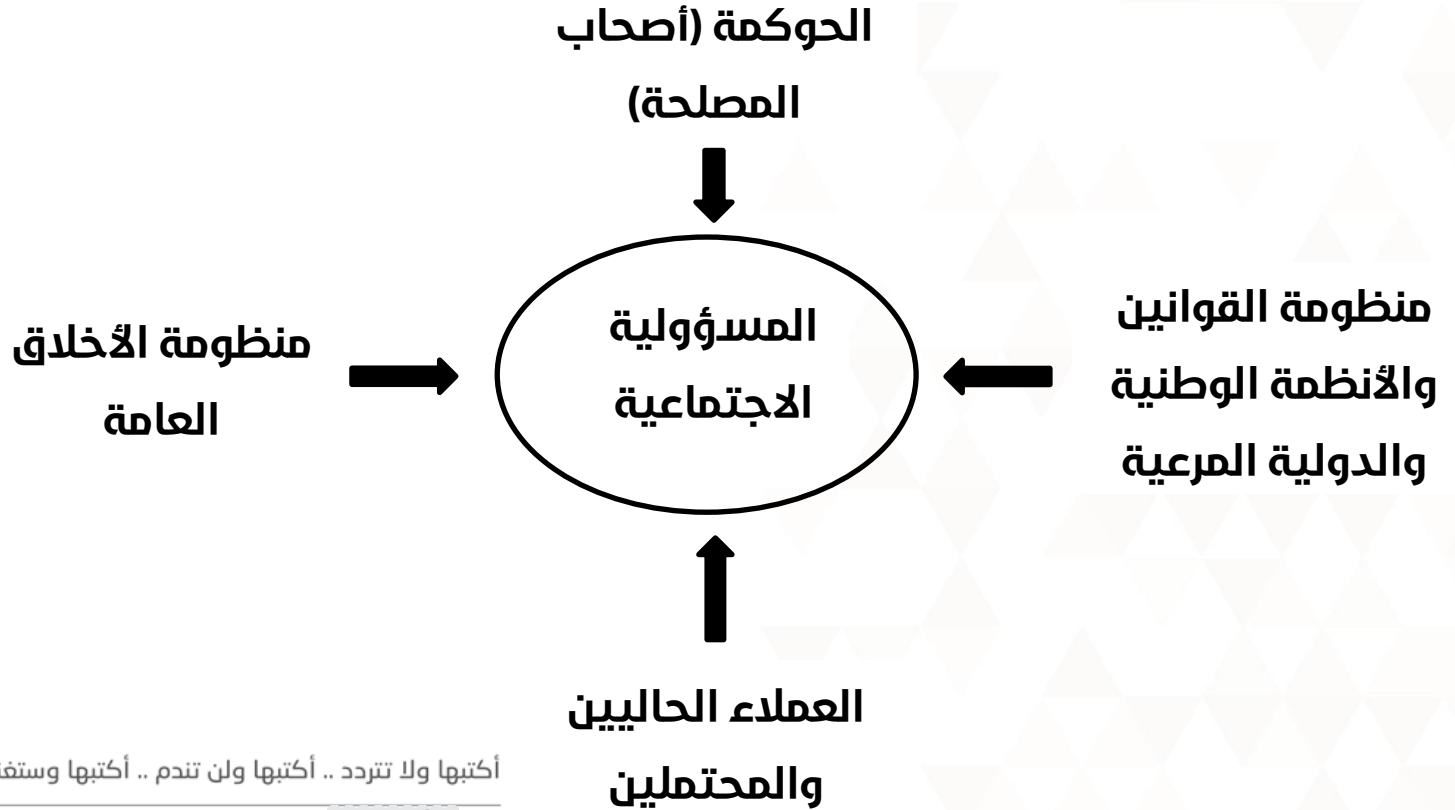 الحوكمة (أصحاب
المصلحة)
منظومة القوانين
والأنظمة الوطنية
والدولية المرعية
المسؤولية
الاجتماعية
منظومة الأخلاق
العامة
العملاء الحاليين
والمحتملين
أكتبها ولا تتردد .. أكتبها ولن تندم .. أكتبها